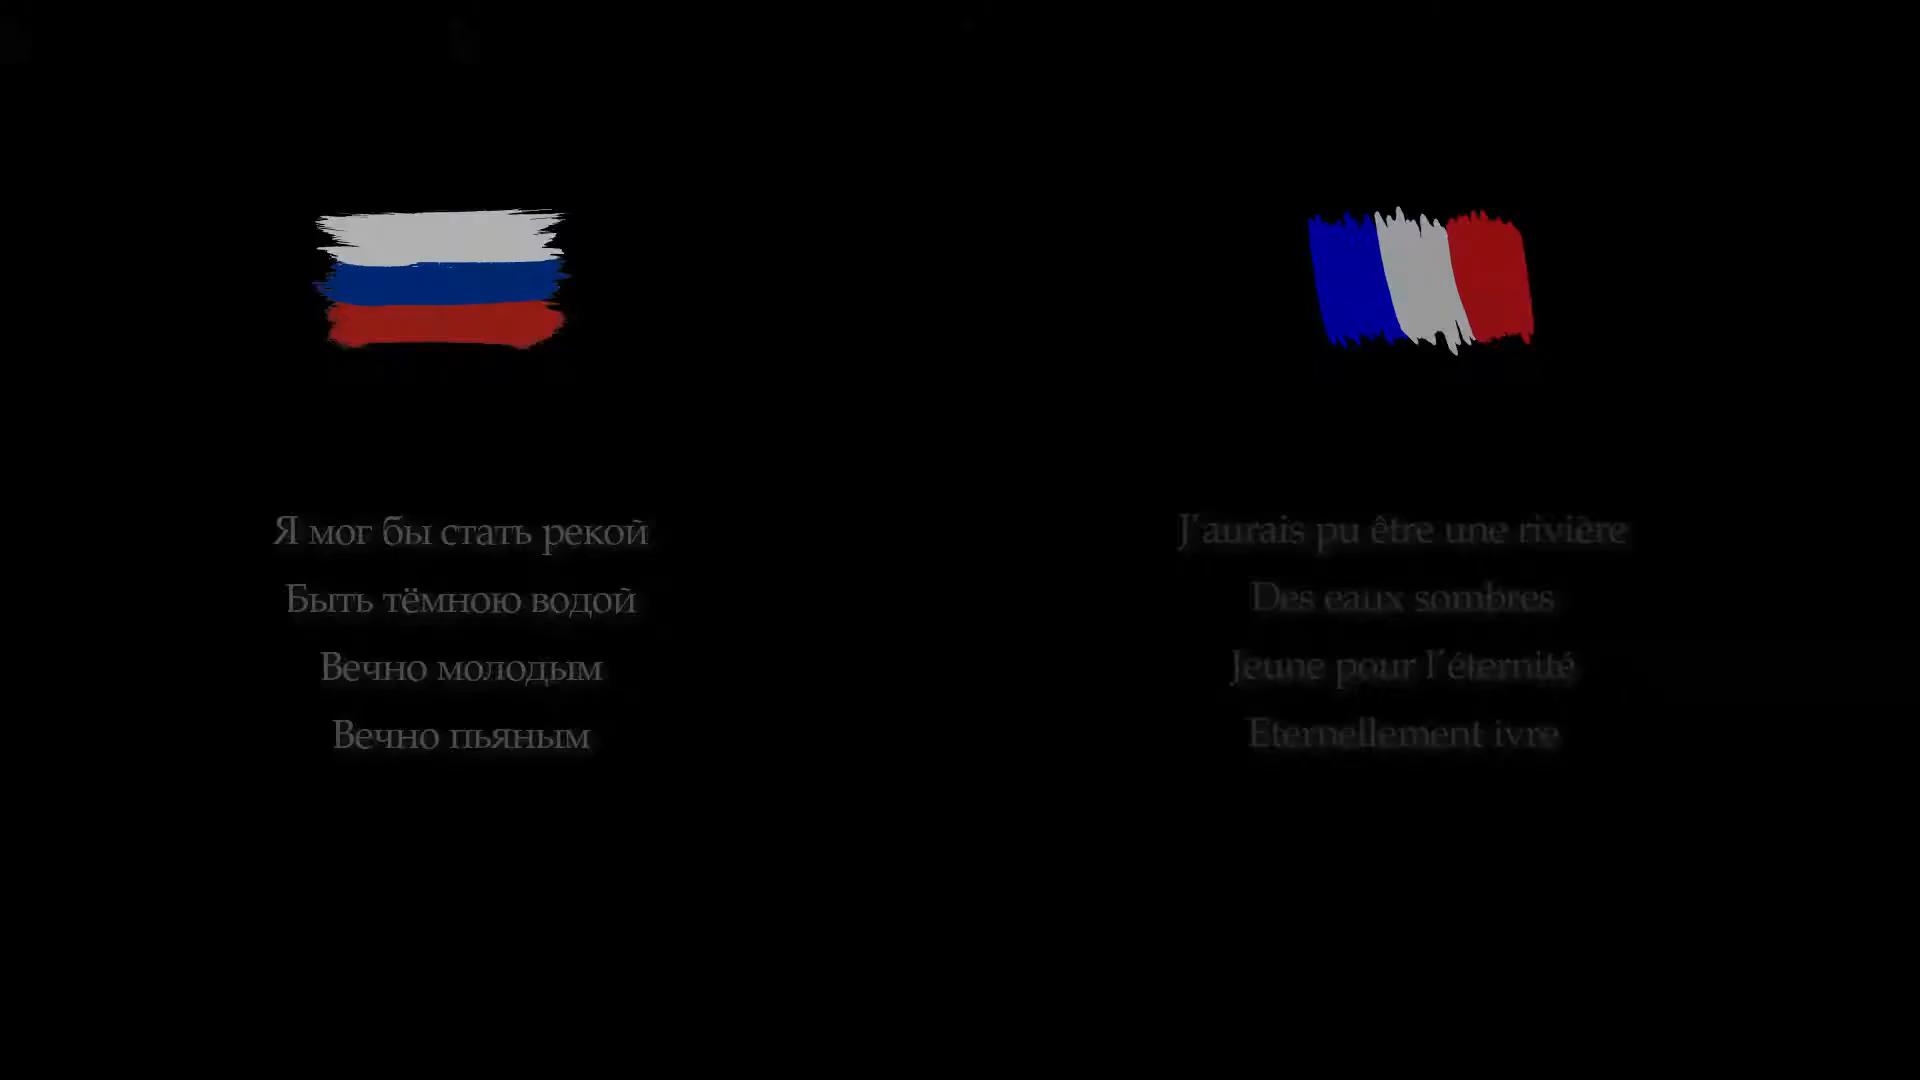 Я мог бы стать рекой
Быть тёмною водой
Вечно молодым
Вечно пьяным
J'aurais pu être une rivière
Des eaux sombres
Jeune pour l'éternité
Eternellement ivre